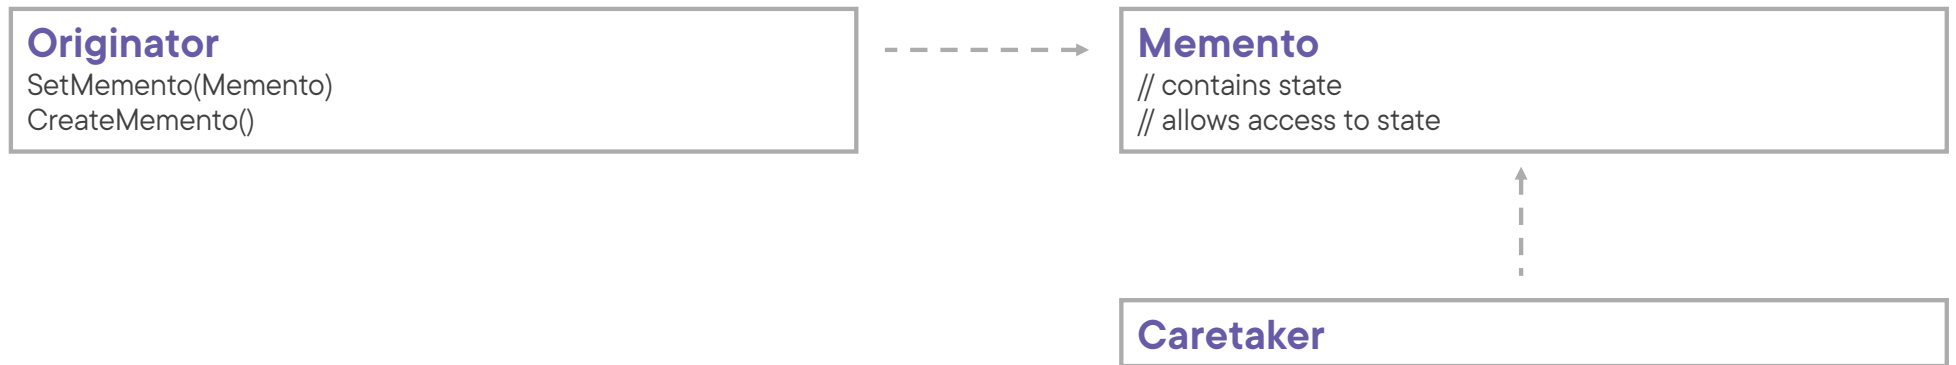 Originator
SetMemento(Memento)
CreateMemento()
Memento
// contains state
// allows access to state
Caretaker